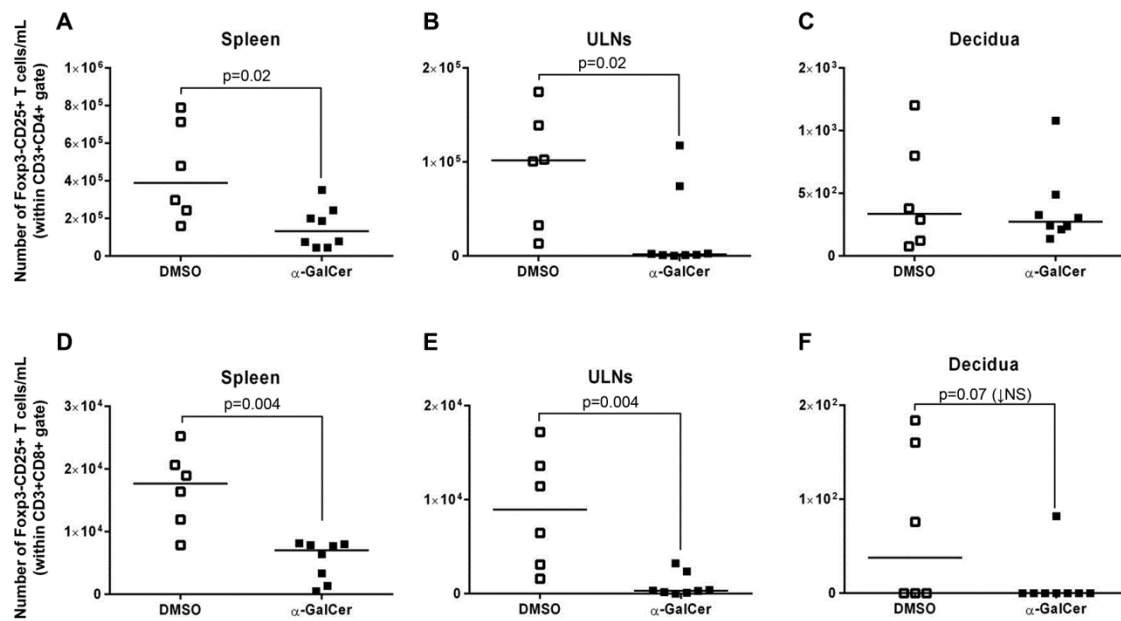 A
Spleen
Number of Foxp3-CD25+ T cells/mL
(within CD3+CD4+ gate)
1×10⁶
8×10⁵
6×10⁵
4×10⁵
2×10⁵
0
p=0.02
DMSO
α-GalCer
B
ULNs
2×10⁵
1×10⁵
0
p=0.02
DMSO
α-GalCer
C
Decidua
2×10³
1×10³
5×10²
0
DMSO
α-GalCer
D
Spleen
Number of Foxp3-CD25+ T cells/mL
(within CD3+CD8+ gate)
3×10⁴
2×10⁴
1×10⁴
0
p=0.004
DMSO
α-GalCer
E
ULNs
2×10⁴
1×10⁴
0
p=0.004
DMSO
α-GalCer
F
Decidua
2×10²
1×10²
0
p=0.07 (↓NS)
DMSO
α-GalCer